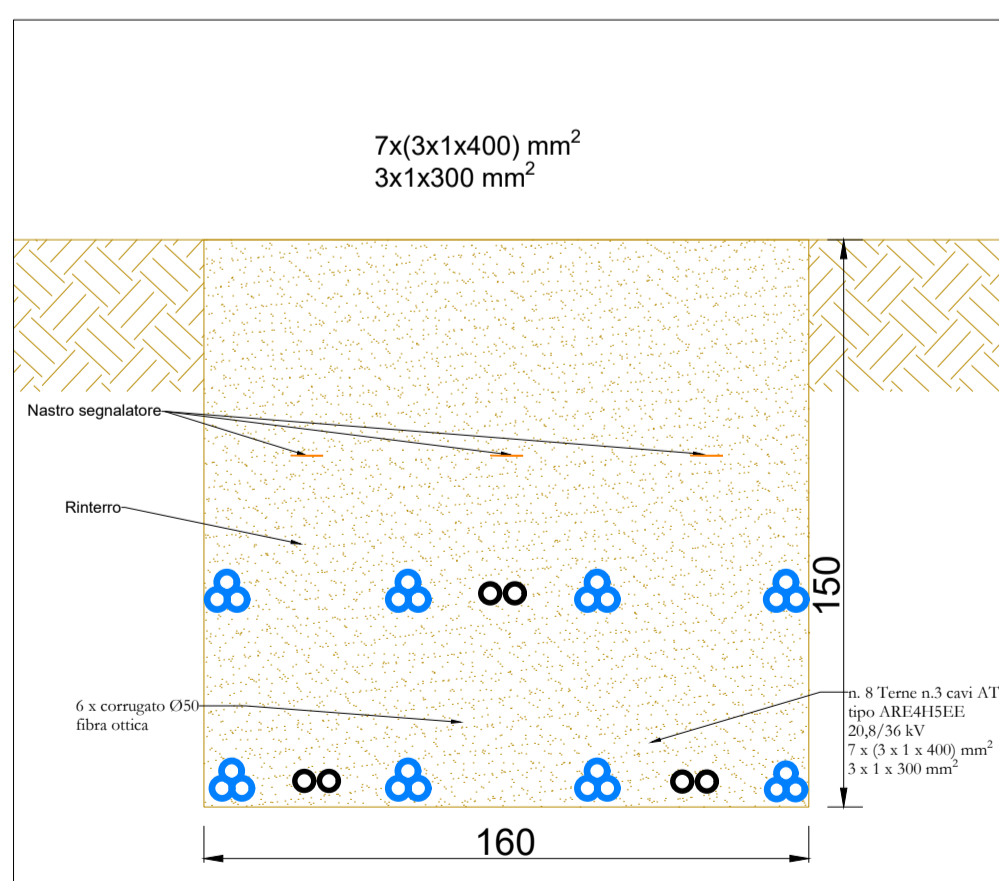 7x(3x1x400) mm²
3x1x300 mm²
Nastro segnalatore
Rinterro
150
6 x corrugato Ø50
fibra ottica
n. 8 Terne n.3 cavi AT
tipo ARE4H5EE
20,8/36 kV
7 x (3 x 1 x 400) mm²
3 x 1 x 300 mm²
160